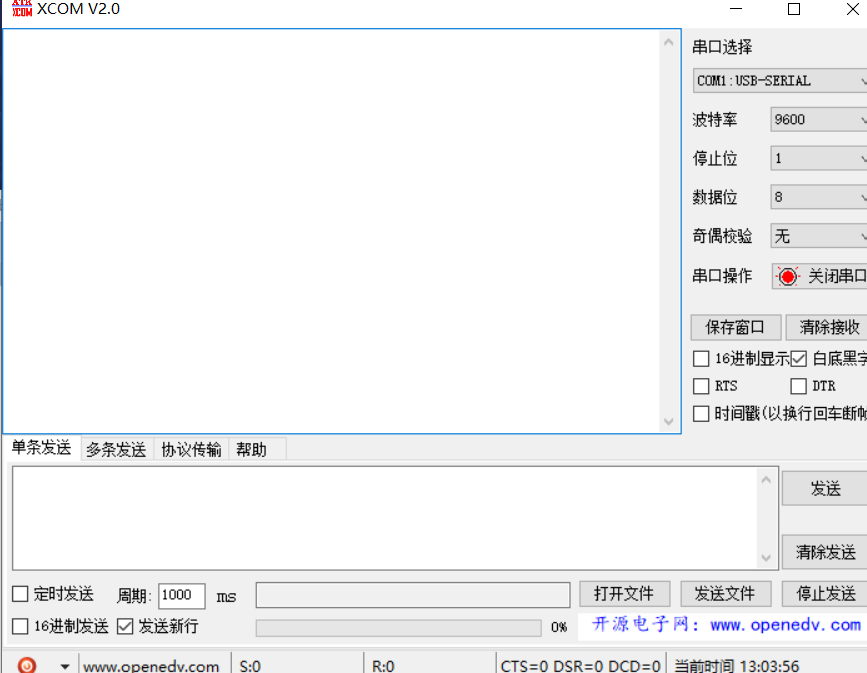 XCOM V2.0
串口选择
COM1:USB-SERIAL
波特率 9600
停止位 1
数据位 8
奇偶校验 无
串口操作 关闭串口
保存窗口 清除接收
16进制显示 白底黑字
RTS DTR
时间戳(以换行回车断帧
单条发送 多条发送 协议传输 帮助
发送
清除发送
定时发送 周期: 1000 ms 打开文件 发送文件 停止发送
16进制发送 发送新行 0% 开源电子网: www.openedv.com
www.openedv.com S:0 R:0 CTS=0 DSR=0 DCD=0 当前时间 13:03:56